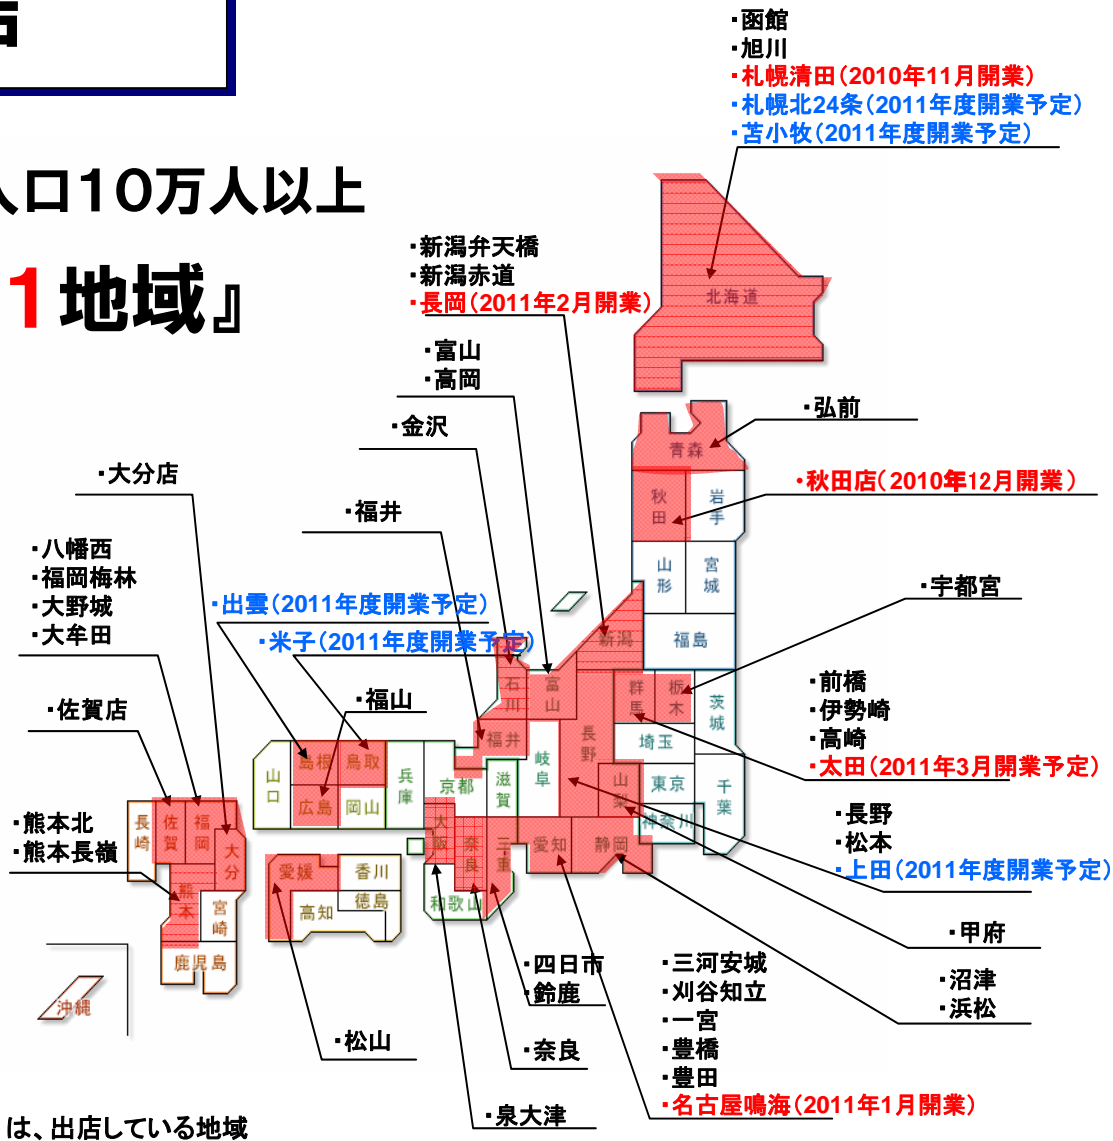 店
人口10万人以上
1地域』
・函館
・旭川
・札幌清田(2010年11月開業)
・札幌北24条(2011年度開業予定)
・苫小牧(2011年度開業予定)
・新潟弁天橋
・新潟赤道
・長岡(2011年2月開業)
・富山
・高岡
・金沢
・弘前
・大分店
・秋田店(2010年12月開業)
・福井
・八幡西
・福岡梅林
・大野城
・大牟田
・宇都宮
・出雲(2011年度開業予定)
・米子(2011年度開業予定)
・福山
・佐賀店
・前橋
・伊勢崎
・高崎
・太田(2011年3月開業)
・長野
・松本
・上田(2011年度開業予定)
・熊本北
・熊本長嶺
・甲府
・四日市
・鈴鹿
・三河安城
・刈谷知立
・一宮
・豊橋
・豊田
・名古屋鳴海(2011年1月開業)
・沼津
・浜松
・松山
・奈良
・泉大津
北海道
青森
秋田
岩手
山形
宮城
新潟
福島
石川
富山
群馬
栃木
茨城
福井
長野
埼玉
岐阜
山梨
東京
千葉
神奈川
山口
島根
鳥取
広島
岡山
兵庫
京都
滋賀
大阪
奈良
三重
愛知
静岡
和歌山
愛媛
香川
高知
徳島
長崎
佐賀
福岡
大分
熊本
宮崎
鹿児島
沖縄
は、出店している地域